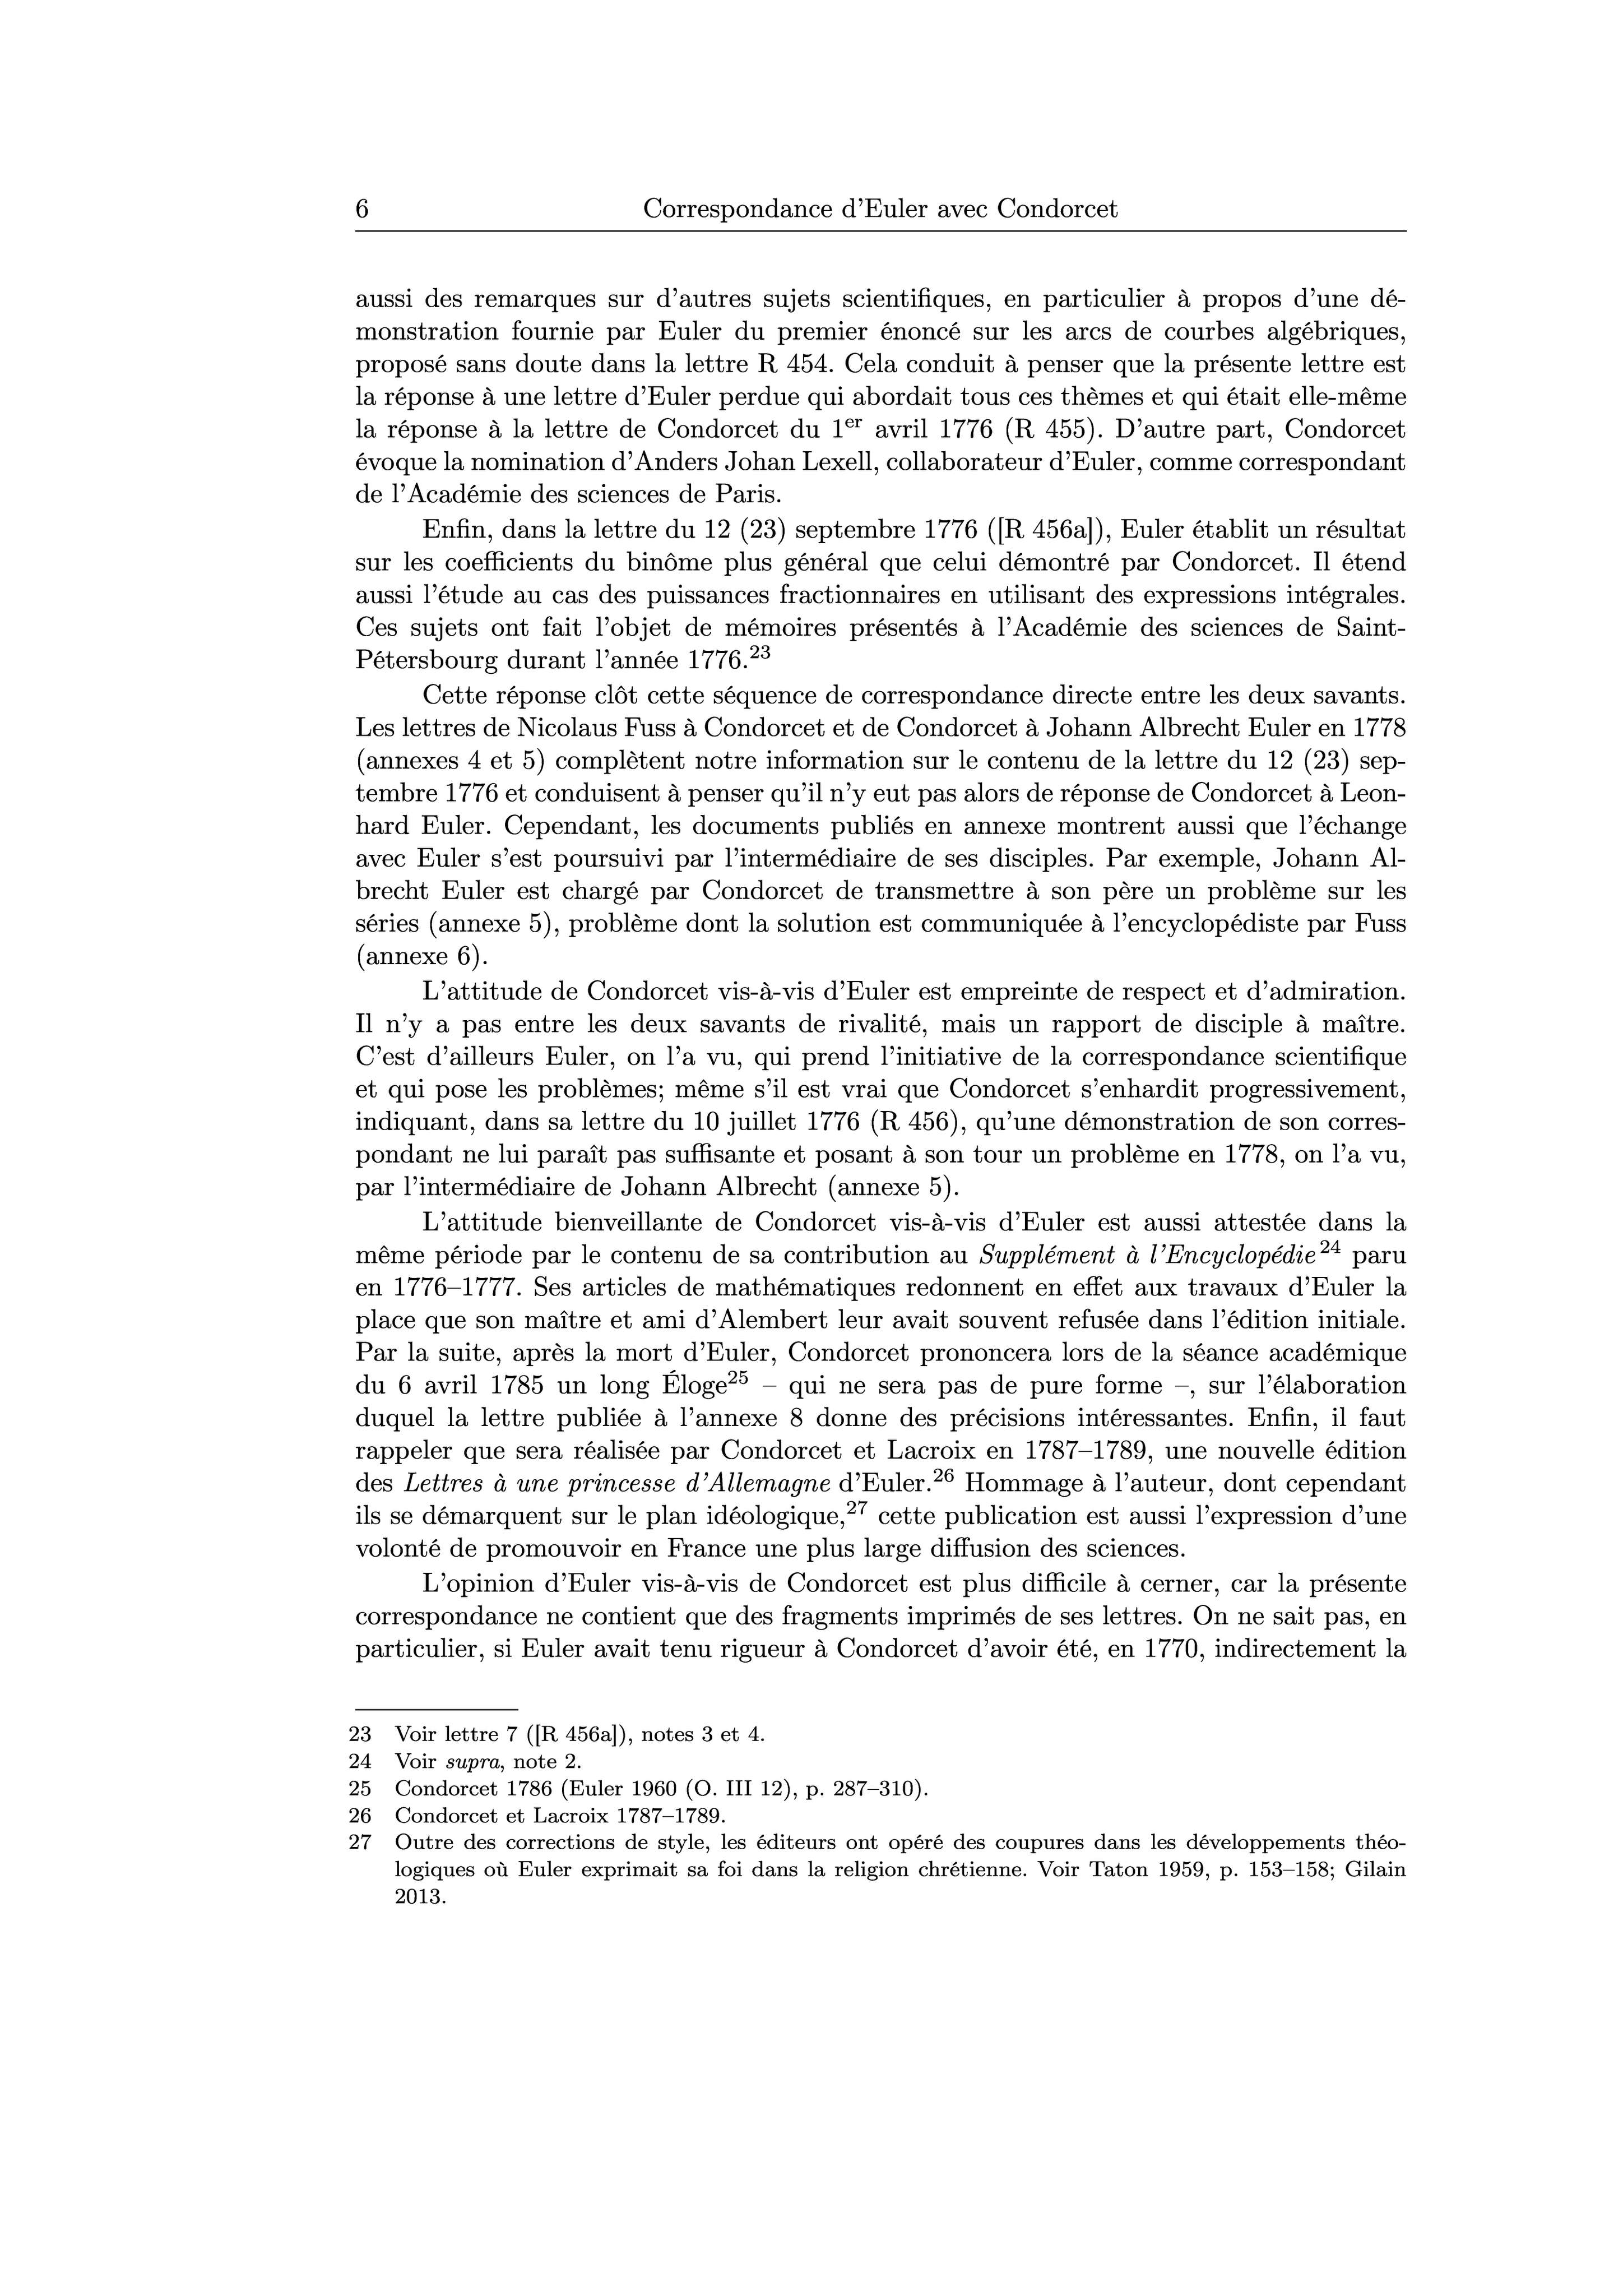 6 Correspondance d'Euler avec Condorcet
aussi des remarques sur d'autres sujets scientifiques, en particulier à propos d'une dé-
monstration fournie par Euler du premier énoncé sur les arcs de courbes algébriques,
proposé sans doute dans la lettre R 454. Cela conduit à penser que la présente lettre est
la réponse à une lettre d'Euler perdue qui abordait tous ces thèmes et qui était elle-même
la réponse à la lettre de Condorcet du 1er avril 1776 (R 455). D'autre part, Condorcet
évoque la nomination d'Anders Johan Lexell, collaborateur d'Euler, comme correspondant
de l'Académie des sciences de Paris.
Enfin, dans la lettre du 12 (23) septembre 1776 ([R 456a]), Euler établit un résultat
sur les coefficients du binôme plus général que celui démontré par Condorcet. Il étend
aussi l'étude au cas des puissances fractionnaires en utilisant des expressions intégrales.
Ces sujets ont fait l'objet de mémoires présentés à l'Académie des sciences de Saint-
Pétersbourg durant l'année 1776.23
Cette réponse clôt cette séquence de correspondance directe entre les deux savants.
Les lettres de Nicolaus Fuss à Condorcet et de Condorcet à Johann Albrecht Euler en 1778
(annexes 4 et 5) complètent notre information sur le contenu de la lettre du 12 (23) sep-
tembre 1776 et conduisent à penser qu'il n'y eut pas alors de réponse de Condorcet à Leon-
hard Euler. Cependant, les documents publiés en annexe montrent aussi que l'échange
avec Euler s'est poursuivi par l'intermédiaire de ses disciples. Par exemple, Johann Al-
brecht Euler est chargé par Condorcet de transmettre à son père un problème sur les
séries (annexe 5), problème dont la solution est communiquée à l'encyclopédiste par Fuss
(annexe 6).
L'attitude de Condorcet vis-à-vis d'Euler est empreinte de respect et d'admiration.
Il n'y a pas entre les deux savants de rivalité, mais un rapport de disciple à maître.
C'est d'ailleurs Euler, on l'a vu, qui prend l'initiative de la correspondance scientifique
et qui pose les problèmes; même s'il est vrai que Condorcet s'enhardit progressivement,
indiquant, dans sa lettre du 10 juillet 1776 (R 456), qu'une démonstration de son corres-
pondant ne lui paraît pas suffisante et posant à son tour un problème en 1778, on l'a vu,
par l'intermédiaire de Johann Albrecht (annexe 5).
L'attitude bienveillante de Condorcet vis-à-vis d'Euler est aussi attestée dans la
même période par le contenu de sa contribution au Supplément à l'Encyclopédie 24 paru
en 1776–1777. Ses articles de mathématiques redonnent en effet aux travaux d'Euler la
place que son maître et ami d'Alembert leur avait souvent refusée dans l'édition initiale.
Par la suite, après la mort d'Euler, Condorcet prononcera lors de la séance académique
du 6 avril 1785 un long Éloge25 – qui ne sera pas de pure forme –, sur l'élaboration
duquel la lettre publiée à l'annexe 8 donne des précisions intéressantes. Enfin, il faut
rappeler que sera réalisée par Condorcet et Lacroix en 1787–1789, une nouvelle édition
des Lettres à une princesse d'Allemagne d'Euler.26 Hommage à l'auteur, dont cependant
ils se démarquent sur le plan idéologique,27 cette publication est aussi l'expression d'une
volonté de promouvoir en France une plus large diffusion des sciences.
L'opinion d'Euler vis-à-vis de Condorcet est plus difficile à cerner, car la présente
correspondance ne contient que des fragments imprimés de ses lettres. On ne sait pas, en
particulier, si Euler avait tenu rigueur à Condorcet d'avoir été, en 1770, indirectement la
23 Voir lettre 7 ([R 456a]), notes 3 et 4.
24 Voir supra, note 2.
25 Condorcet 1786 (Euler 1960 (O. III 12), p. 287–310).
26 Condorcet et Lacroix 1787–1789.
27 Outre des corrections de style, les éditeurs ont opéré des coupures dans les développements théo-
logiques où Euler exprimait sa foi dans la religion chrétienne. Voir Taton 1959, p. 153–158; Gilain
2013.